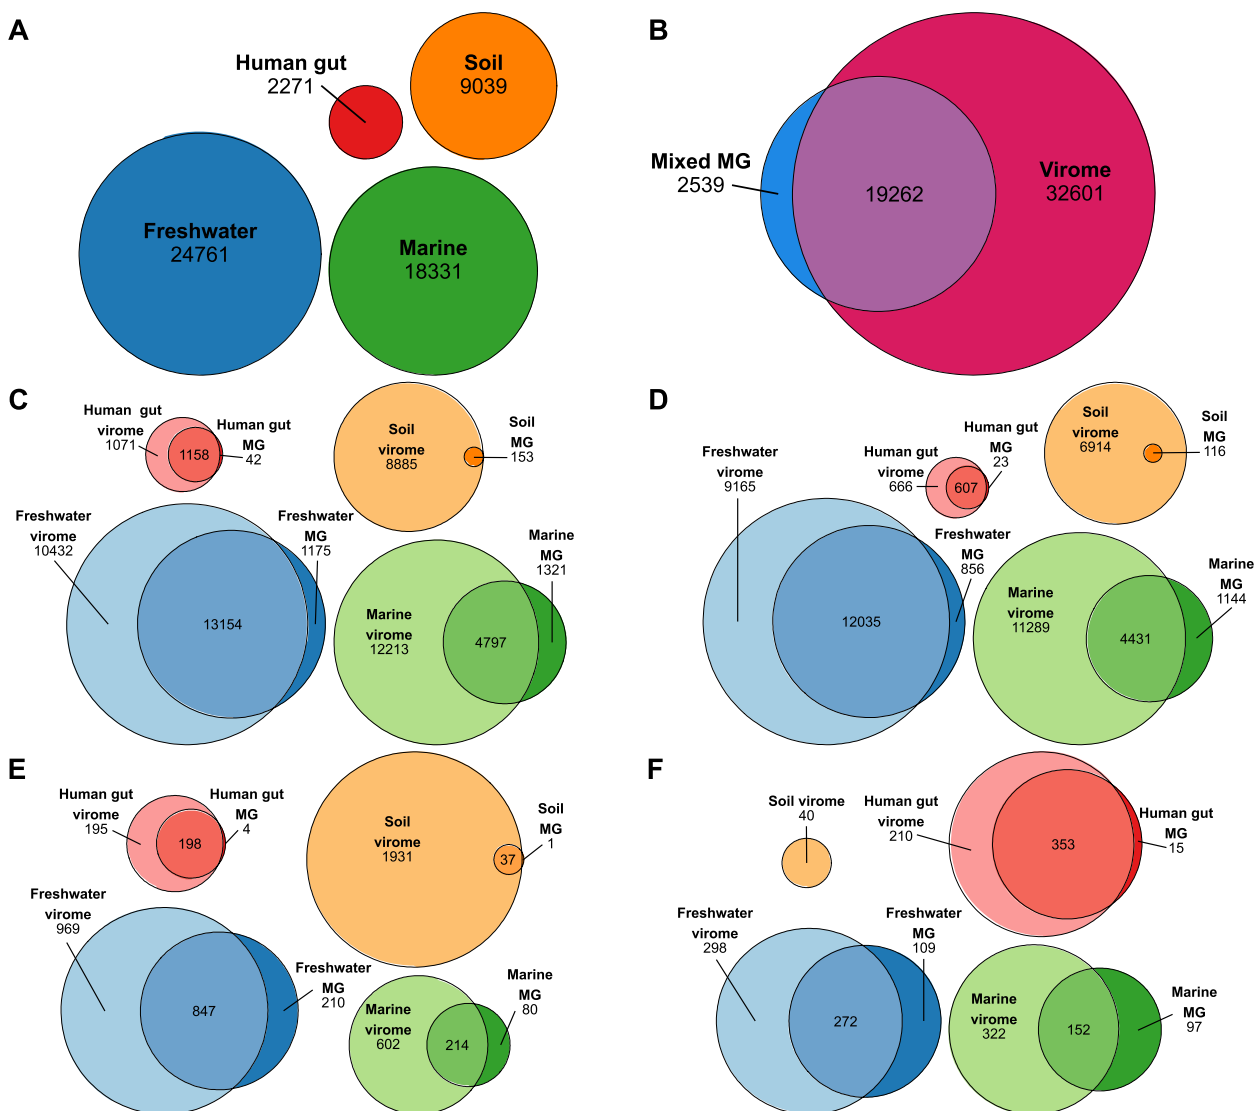 A
Human gut
2271
Soil
9039
Freshwater
24761
Marine
18331
B
Mixed MG
2539
19262
Virome
32601
C
Human  gut
virome
1071
1158
Human gut
MG
42
Soil
virome
8885
Soil
MG
153
Freshwater
virome
10432
13154
Freshwater
MG
1175
Marine
virome
12213
4797
Marine
MG
1321
D
Freshwater
virome
9165
12035
Freshwater
MG
856
Human gut
virome
666
607
Human gut
MG
23
Soil
virome
6914
Soil
MG
116
Marine
virome
11289
4431
Marine
MG
1144
E
Human gut
virome
195
198
Human gut
MG
4
Soil
virome
1931
37
Soil
MG
1
Freshwater
virome
969
847
Freshwater
MG
210
Marine
virome
602
214
Marine
MG
80
F
Soil virome
40
Human gut
virome
210
353
Human gut
MG
15
Freshwater
virome
298
272
Freshwater
MG
109
Marine
virome
322
152
Marine
MG
97